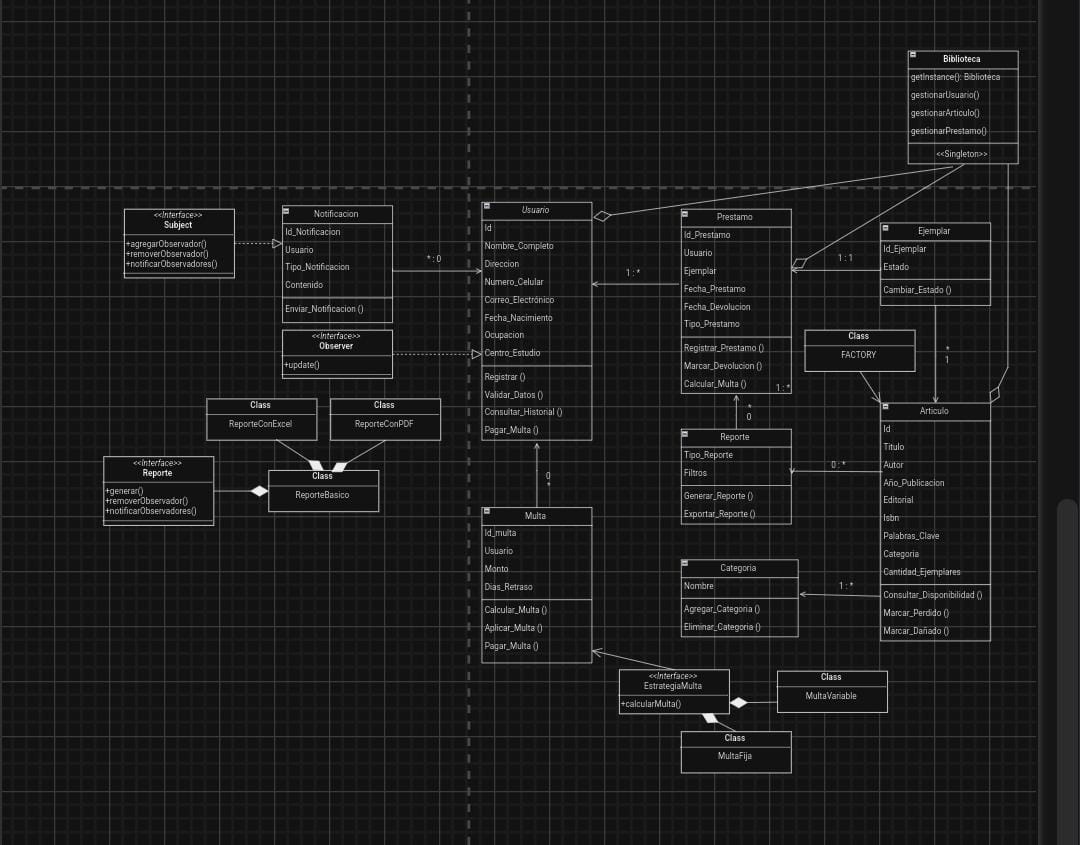 Biblioteca
getInstance(): Biblioteca
gestionarUsuario()
gestionarArticulo()
gestionarPrestamo()
<<Singleton>>
<<Interface>>
Subject
+agregarObservador()
+removerObservador()
+notificarObservadores()
Notificacion
Id_Notificacion
Usuario
Tipo_Notificacion
Contenido
Enviar_Notificacion ()
* : 0
<<Interface>>
Observer
+update()
Usuario
Id
Nombre_Completo
Direccion
Numero_Celular
Correo_Electrónico
Fecha_Nacimiento
Ocupacion
Centro_Estudio
Registrar ()
Validar_Datos ()
Consultar_Historial ()
Pagar_Multa ()
1 : *
Prestamo
Id_Prestamo
Usuario
Ejemplar
Fecha_Prestamo
Fecha_Devolucion
Tipo_Prestamo
Registrar_Prestamo ()
Marcar_Devolucion ()
Calcular_Multa ()
1 : *
1 : 1
Ejemplar
Id_Ejemplar
Estado
Cambiar_Estado ()
*
1
Class
FACTORY
Class
ReporteConExcel
Class
ReporteConPDF
<<Interface>>
Reporte
+generar()
+removerObservador()
+notificarObservadores()
Class
ReporteBasico
0
*
Multa
Id_multa
Usuario
Monto
Dias_Retraso
Calcular_Multa ()
Aplicar_Multa ()
Pagar_Multa ()
*
0
Reporte
Tipo_Reporte
Filtros
Generar_Reporte ()
Exportar_Reporte ()
0 : *
Articulo
Id
Titulo
Autor
Año_Publicacion
Editorial
Isbn
Palabras_Clave
Categoria
Cantidad_Ejemplares
Consultar_Disponibilidad ()
Marcar_Perdido ()
Marcar_Dañado ()
Categoria
Nombre
Agregar_Categoria ()
Eliminar_Categoria ()
1 : *
<<Interface>>
EstrategiaMulta
+calcularMulta()
Class
MultaVariable
Class
MultaFija